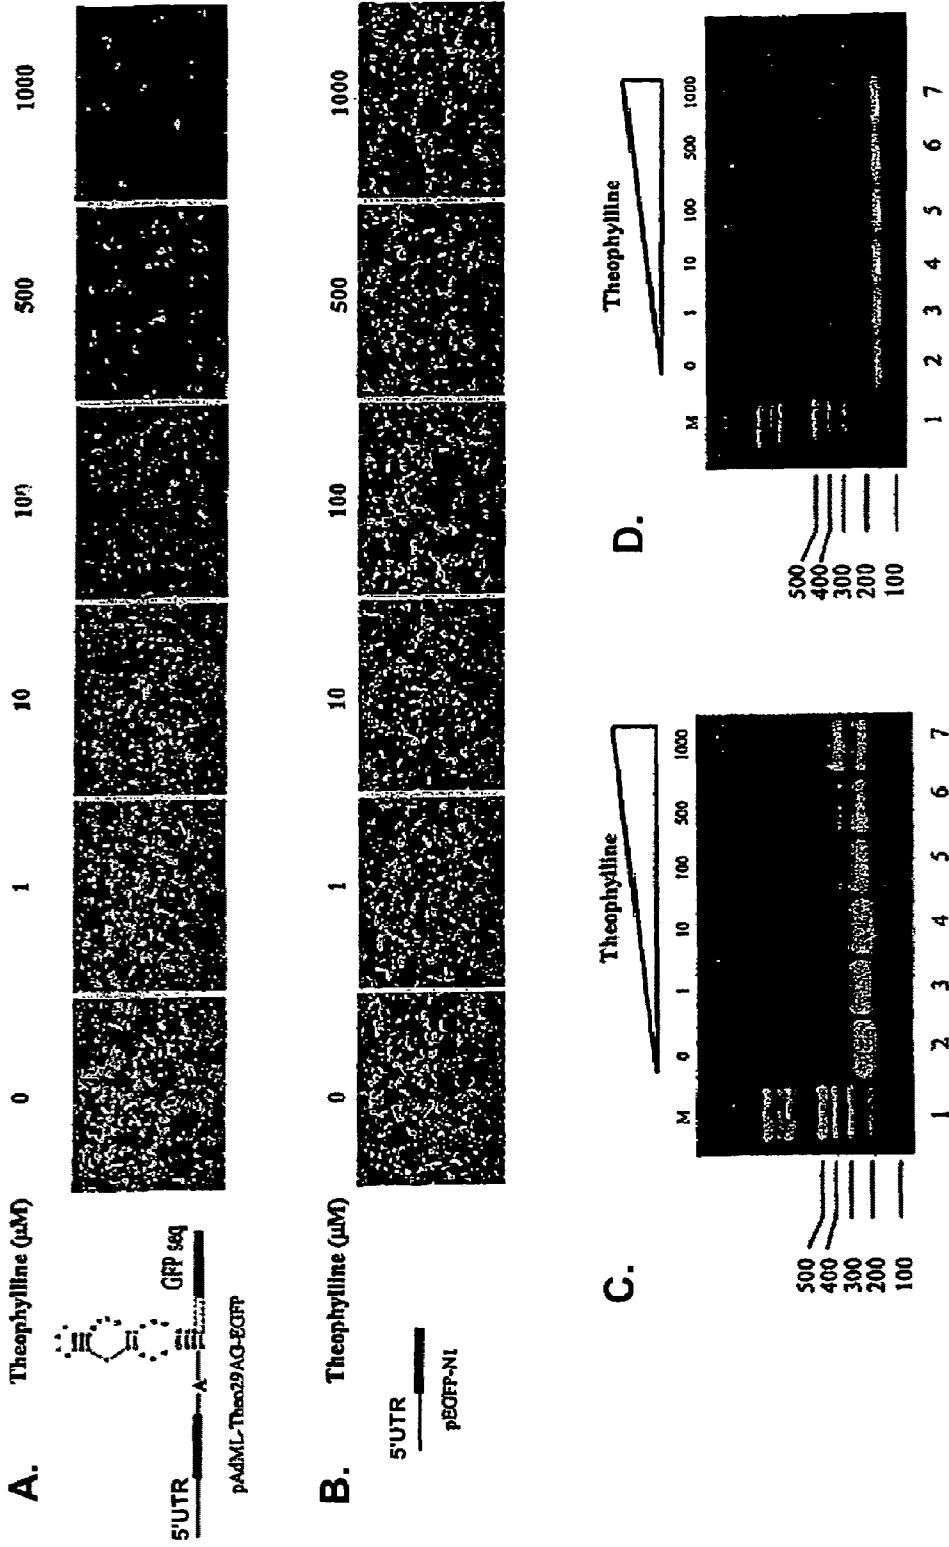 A.
Theophylline (µM)
0 1 10 100 500 1000
GFP seq
A
5'UTR
pAdML-Theo29AG-EGFP
B.
Theophylline (µM)
0 1 10 100 500 1000
5'UTR
pEGFP-N1
C.
Theophylline
M 0 1 10 100 500 1000
500
400
300
200
100
1 2 3 4 5 6 7
D.
Theophylline
M 0 1 10 100 500 1000
500
400
300
200
100
1 2 3 4 5 6 7